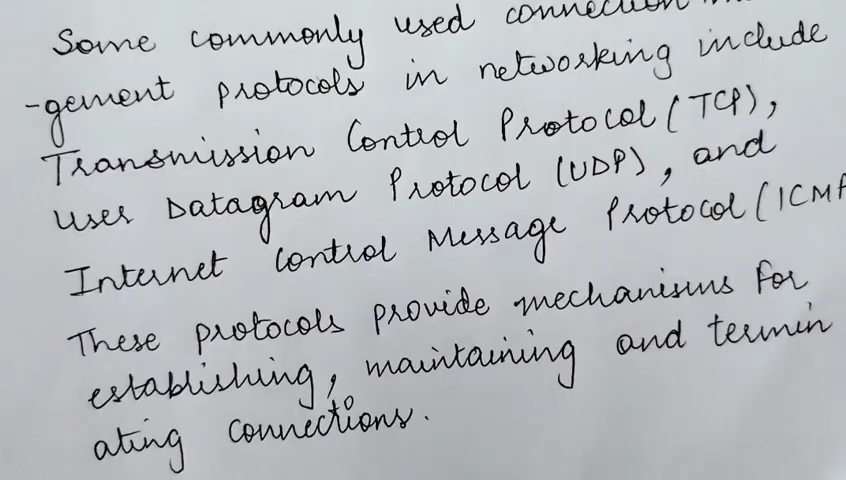 Some commonly used connection
-gement protocols in networking include
Transmission Control Protocol (TCP),
User Datagram Protocol (UDP), and
Internet Control Message Protocol (ICMP
These protocols provide mechanisms for
establishing, maintaining and termin
ating connections.